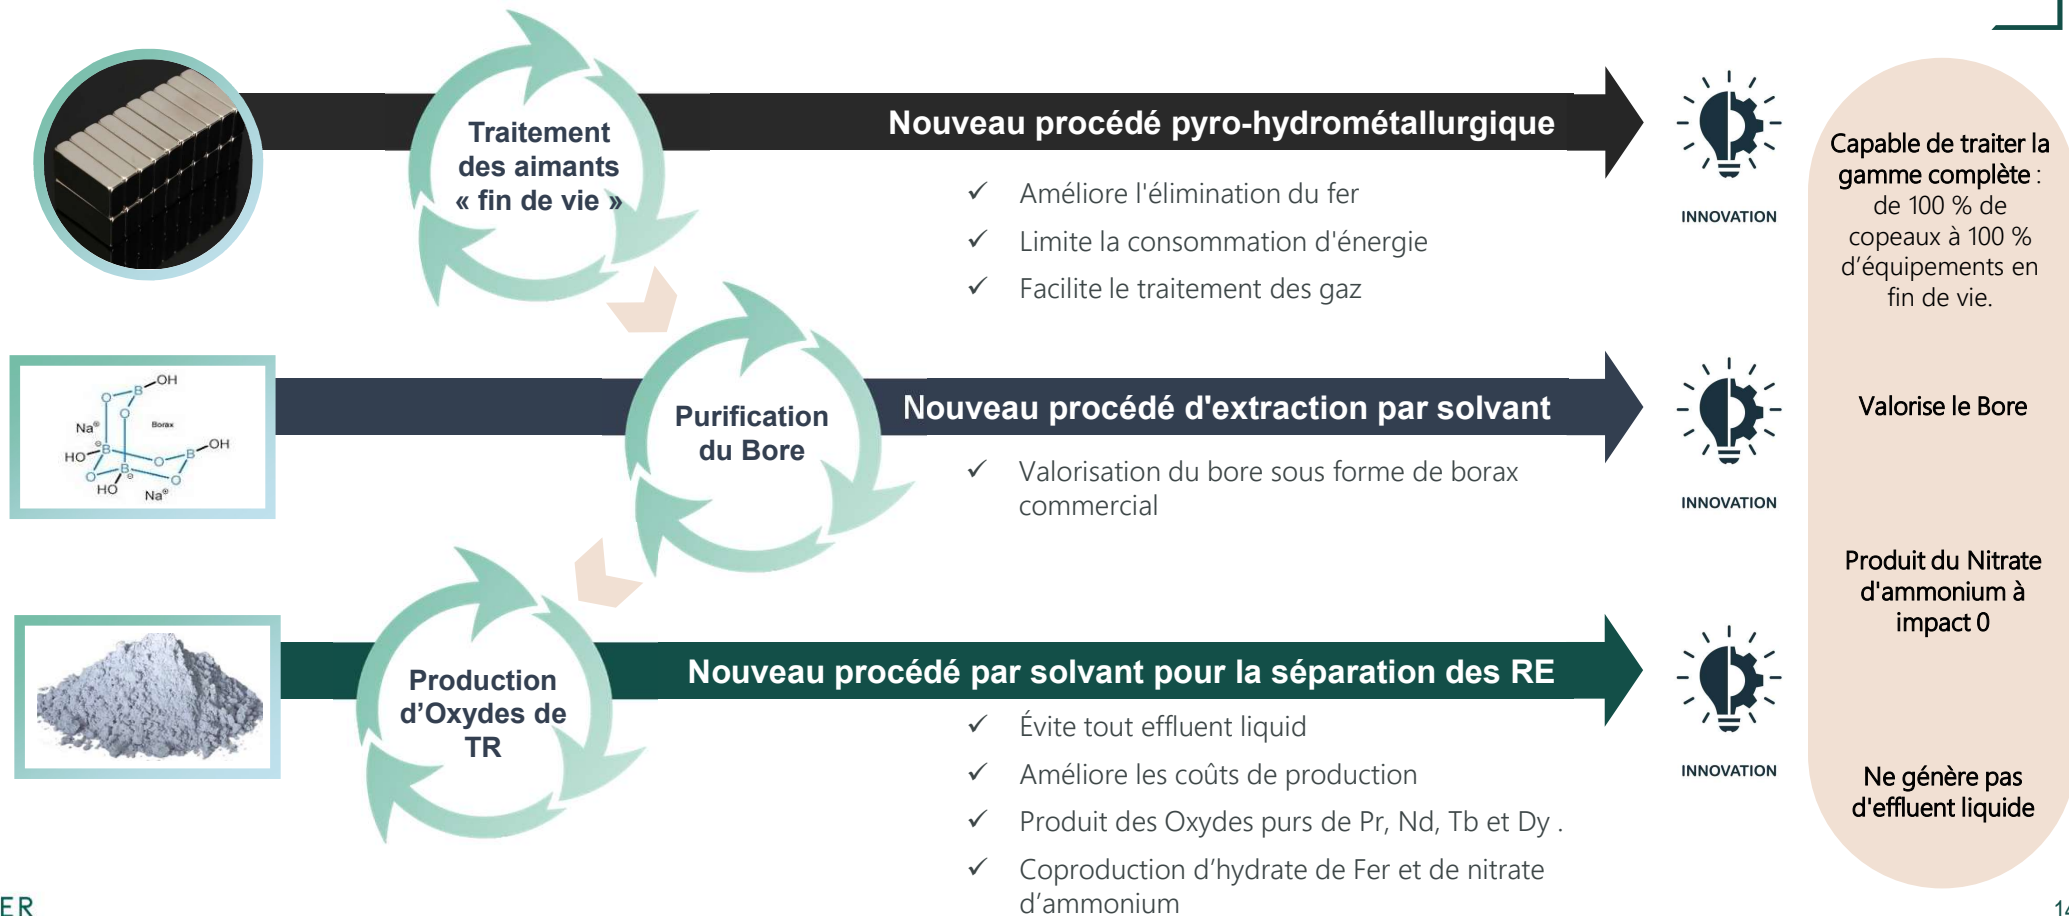 Traitement
des aimants
« fin de vie »
Nouveau procédé pyro-hydrométallurgique
✓ Améliore l'élimination du fer
✓ Limite la consommation d'énergie
✓ Facilite le traitement des gaz
INNOVATION
Capable de traiter la
gamme complète :
de 100 % de
copeaux à 100 %
d’équipements en
fin de vie.
OH
B
O
O
Na⊕
Borax
O
OH
⊖
B
B
HO
O
O
B
⊖
O
HO
Na⊕
Purification
du Bore
Nouveau procédé d'extraction par solvant
✓ Valorisation du bore sous forme de borax
commercial
INNOVATION
Valorise le Bore
Produit du Nitrate
d'ammonium à
impact 0
Production
d’Oxydes de
TR
Nouveau procédé par solvant pour la séparation des RE
✓ Évite tout effluent liquid
✓ Améliore les coûts de production
✓ Produit des Oxydes purs de Pr, Nd, Tb et Dy .
✓ Coproduction d’hydrate de Fer et de nitrate
d’ammonium
INNOVATION
Ne génère pas
d'effluent liquide
ER